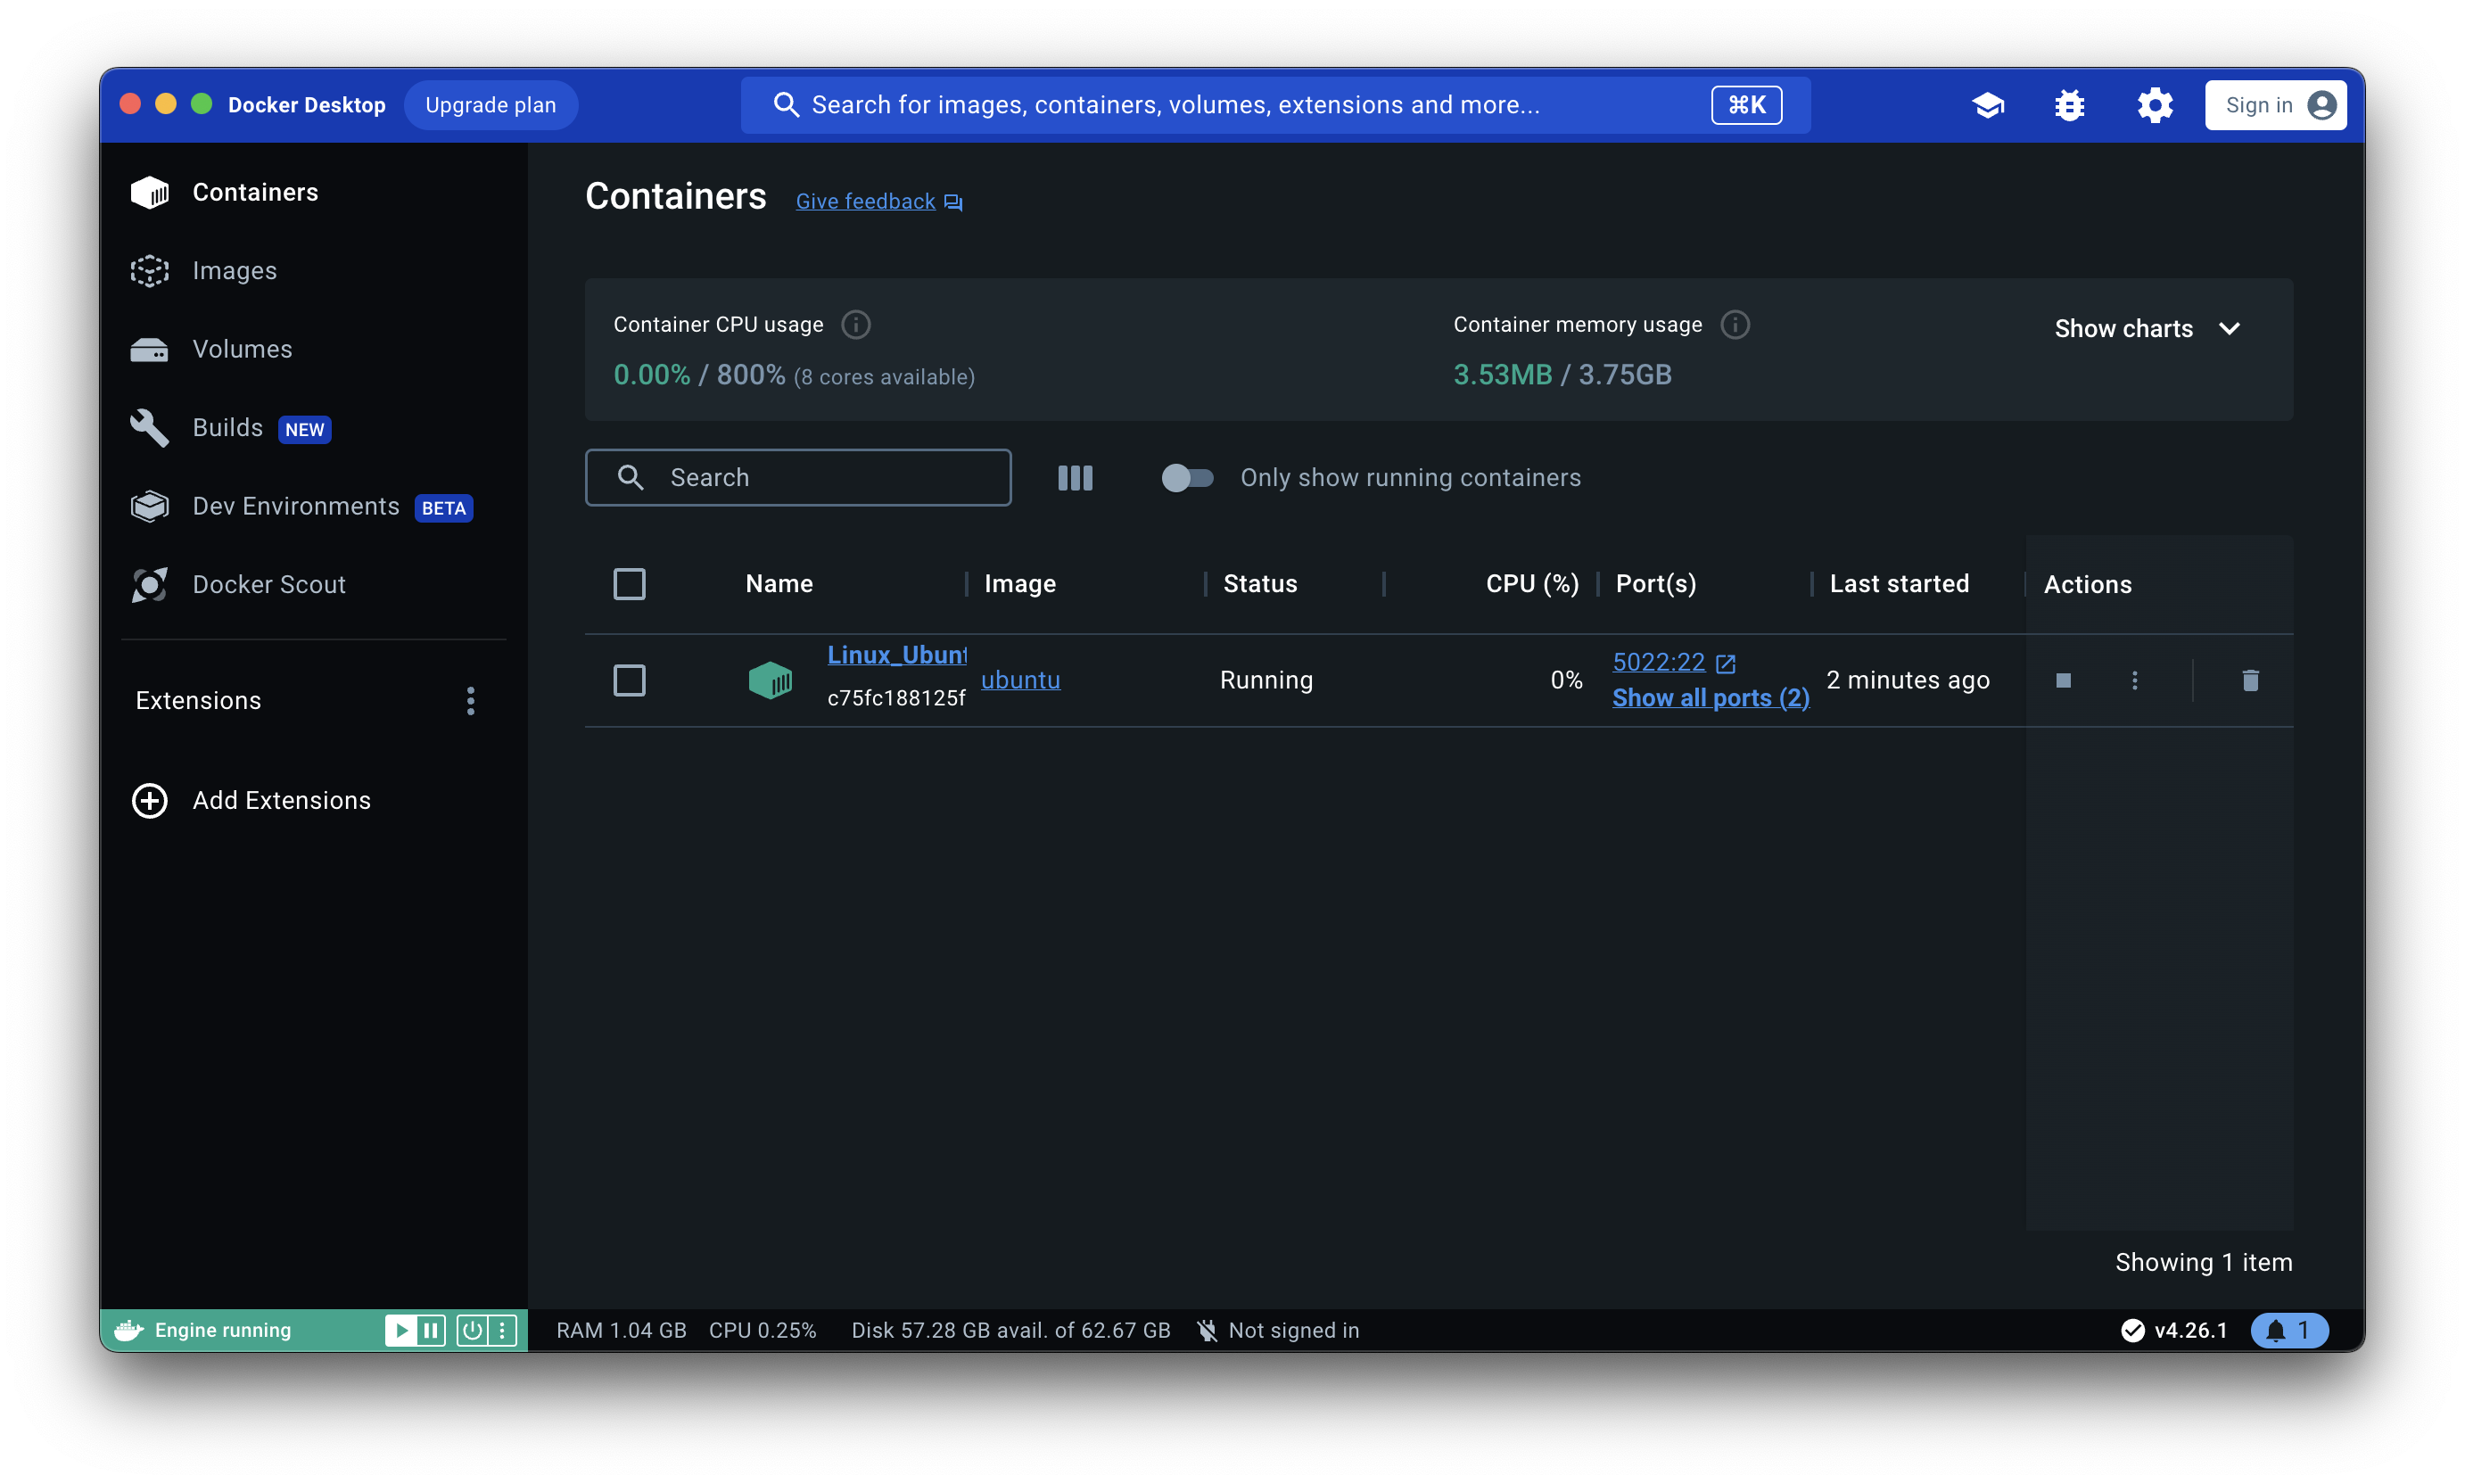 Docker Desktop
Upgrade plan
Search for images, containers, volumes, extensions and more...
⌘K
Sign in
Containers
Images
Volumes
Builds NEW
Dev Environments BETA
Docker Scout
Extensions
Add Extensions
Containers
Give feedback
Container CPU usage
0.00% / 800% (8 cores available)
Container memory usage
3.53MB / 3.75GB
Show charts
Search
Only show running containers
Name Image Status CPU (%) Port(s) Last started Actions
Linux_Ubunt
c75fc188125f
ubuntu
Running
0%
5022:22
Show all ports (2)
2 minutes ago
Showing 1 item
Engine running
RAM 1.04 GB CPU 0.25% Disk 57.28 GB avail. of 62.67 GB Not signed in
v4.26.1
1